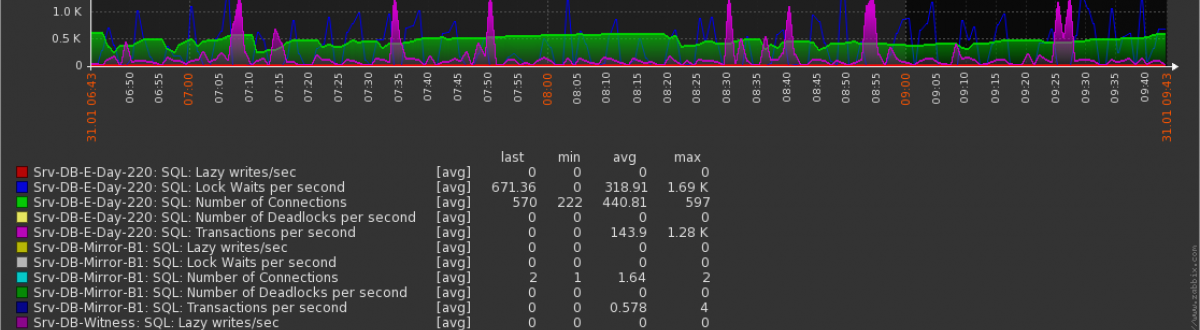 1.0 K
0.5 K
0
31.01 06:43
06:50
06:55
07:00
07:05
07:10
07:15
07:20
07:25
07:30
07:35
07:40
07:45
07:50
07:55
08:00
08:05
08:10
08:15
08:20
08:25
08:30
08:35
08:40
08:45
08:50
08:55
09:00
09:05
09:10
09:15
09:20
09:25
09:30
09:35
09:40
31.01 09:43
last min avg max
Srv-DB-E-Day-220: SQL: Lazy writes/sec [avg] 0 0 0 0
Srv-DB-E-Day-220: SQL: Lock Waits per second [avg] 671.36 0 318.91 1.69 K
Srv-DB-E-Day-220: SQL: Number of Connections [avg] 570 222 440.81 597
Srv-DB-E-Day-220: SQL: Number of Deadlocks per second [avg] 0 0 0 0
Srv-DB-E-Day-220: SQL: Transactions per second [avg] 0 0 143.9 1.28 K
Srv-DB-Mirror-B1: SQL: Lazy writes/sec [avg] 0 0 0 0
Srv-DB-Mirror-B1: SQL: Lock Waits per second [avg] 0 0 0 0
Srv-DB-Mirror-B1: SQL: Number of Connections [avg] 2 1 1.64 2
Srv-DB-Mirror-B1: SQL: Number of Deadlocks per second [avg] 0 0 0 0
Srv-DB-Mirror-B1: SQL: Transactions per second [avg] 0 0 0.578 4
Srv-DB-Witness: SQL: Lazy writes/sec [avg] 0 0 0 0
www.zabbix.com